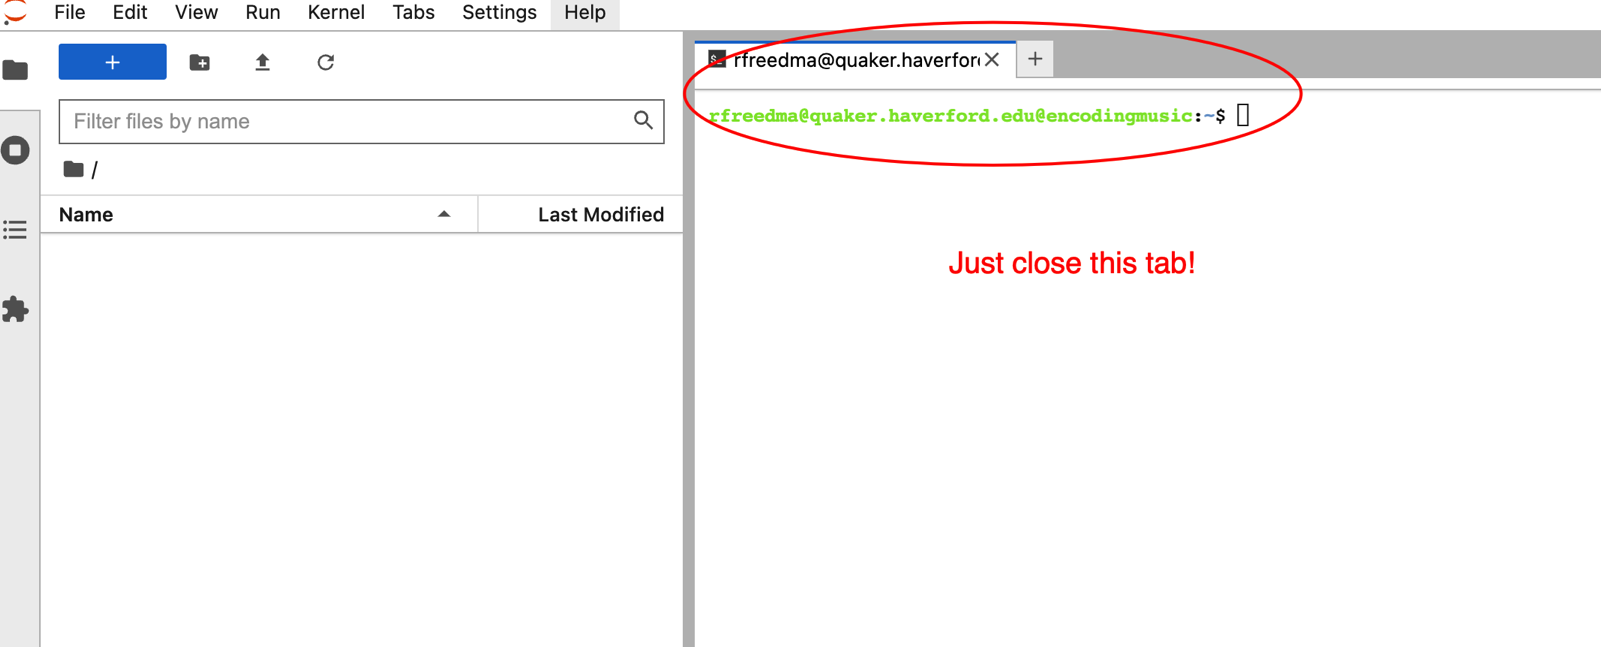 File Edit View Run Kernel Tabs Settings Help
+
Filter files by name
/
Name Last Modified
rfreedma@quaker.haverfor
+
rfreedma@quaker.haverford.edu@encodingmusic:~$
Just close this tab!